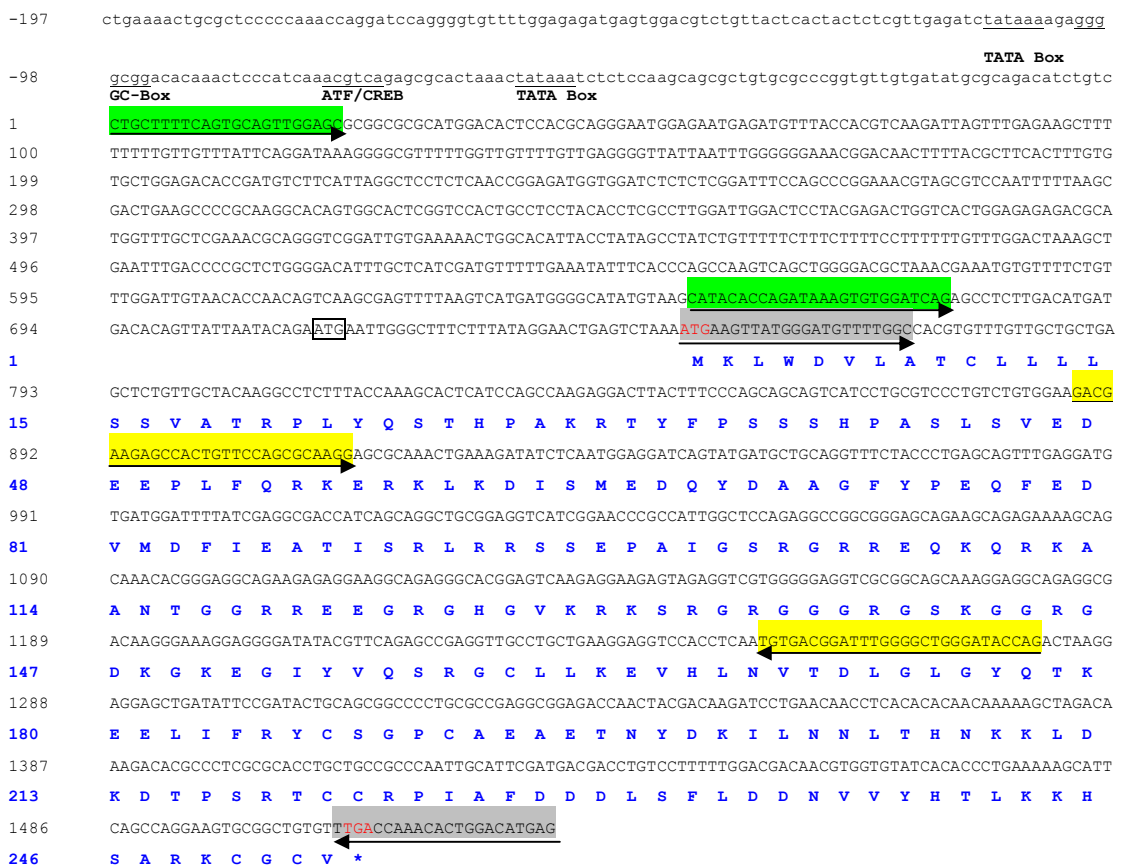 -197 ctgaaaactgcgctcccccaaaccaggatccaggggtgttttggagagatgagtggacgtctgttactcactactctcgttgagatctataaaagaggg
TATA Box
-98 gcggacacaaactcccatcaaacgtcagagcgcactaaactataaatctctccaagcagcgctgtgcgcccggtgttgtgatatgcgcagacatctgtc
GC-Box ATF/CREB TATA Box
1 CTGCTTTTCAGTGCAGTTGGAGCGCGGCGCGCATGGACACTCCACGCAGGGAATGGAGAATGAGATGTTTACCACGTCAAGATTAGTTTGAGAAGCTTT
100 TTTTTGTTGTTTATTCAGGATAAAGGGGCGTTTTTGGTTGTTTTGTTGAGGGGTTATTAATTTGGGGGGAAACGGACAACTTTTACGCTTCACTTTGTG
199 TGCTGGAGACACCGATGTCTTCATTAGGCTCCTCTCAACCGGAGATGGTGGATCTCTCTCGGATTTCCAGCCCGGAAACGTAGCGTCCAATTTTTAAGC
298 GACTGAAGCCCCGCAAGGCACAGTGGCACTCGGTCCACTGCCTCCTACACCTCGCCTTGGATTGGACTCCTACGAGACTGGTCACTGGAGAGAGACGCA
397 TGGTTTGCTCGAAACGCAGGGTCGGATTGTGAAAAACTGGCACATTACCTATAGCCTATCTGTTTTTCTTTCTTTTCCTTTTTTGTTTGGACTAAAGCT
496 GAATTTGACCCCGCTCTGGGGACATTTGCTCATCGATGTTTTTGAAATATTTCACCCAGCCAAGTCAGCTGGGGACGCTAAACGAAATGTGTTTTCTGT
595 TTGGATTGTAACACCAACAGTCAAGCGAGTTTTAAGTCATGATGGGGCATATGTAAGCATACACCAGATAAAGTGTGGATCAGAGCCTCTTGACATGAT
694 GACACAGTTATTAATACAGAATGAATTGGGCTTTCTTTATAGGAACTGAGTCTAAAATGAAGTTATGGGATGTTTTGGCCACGTGTTTGTTGCTGCTGA
1 M K L W D V L A T C L L L L
793 GCTCTGTTGCTACAAGGCCTCTTTACCAAAGCACTCATCCAGCCAAGAGGACTTACTTTCCCAGCAGCAGTCATCCTGCGTCCCTGTCTGTGGAAGACG
15 S S V A T R P L Y Q S T H P A K R T Y F P S S S H P A S L S V E D
892 AAGAGCCACTGTTCCAGCGCAAGGAGCGCAAACTGAAAGATATCTCAATGGAGGATCAGTATGATGCTGCAGGTTTCTACCCTGAGCAGTTTGAGGATG
48 E E P L F Q R K E R K L K D I S M E D Q Y D A A G F Y P E Q F E D
991 TGATGGATTTTATCGAGGCGACCATCAGCAGGCTGCGGAGGTCATCGGAACCCGCCATTGGCTCCAGAGGCCGGCGGGAGCAGAAGCAGAGAAAAGCAG
81 V M D F I E A T I S R L R R S S E P A I G S R G R R E Q K Q R K A
1090 CAAACACGGGAGGCAGAAGAGAGGAAGGCAGAGGGCACGGAGTCAAGAGGAAGAGTAGAGGTCGTGGGGGAGGTCGCGGCAGCAAAGGAGGCAGAGGCG
114 A N T G G R R E E G R G H G V K R K S R G R G G G R G S K G G R G
1189 ACAAGGGAAAGGAGGGGATATACGTTCAGAGCCGAGGTTGCCTGCTGAAGGAGGTCCACCTCAATGTGACGGATTTGGGGCTGGGATACCAGACTAAGG
147 D K G K E G I Y V Q S R G C L L K E V H L N V T D L G L G Y Q T K
1288 AGGAGCTGATATTCCGATACTGCAGCGGCCCCTGCGCCGAGGCGGAGACCAACTACGACAAGATCCTGAACAACCTCACACACAACAAAAAGCTAGACA
180 E E L I F R Y C S G P C A E A E T N Y D K I L N N L T H N K K L D
1387 AAGACACGCCCTCGCGCACCTGCTGCCGCCCAATTGCATTCGATGACGACCTGTCCTTTTTGGACGACAACGTGGTGTATCACACCCTGAAAAAGCATT
213 K D T P S R T C C R P I A F D D D L S F L D D N V V Y H T L K K H
1486 CAGCCAGGAAGTGCGGCTGTGTTTGACCAAACACTGGACATGAG
246 S A R K C G C V *